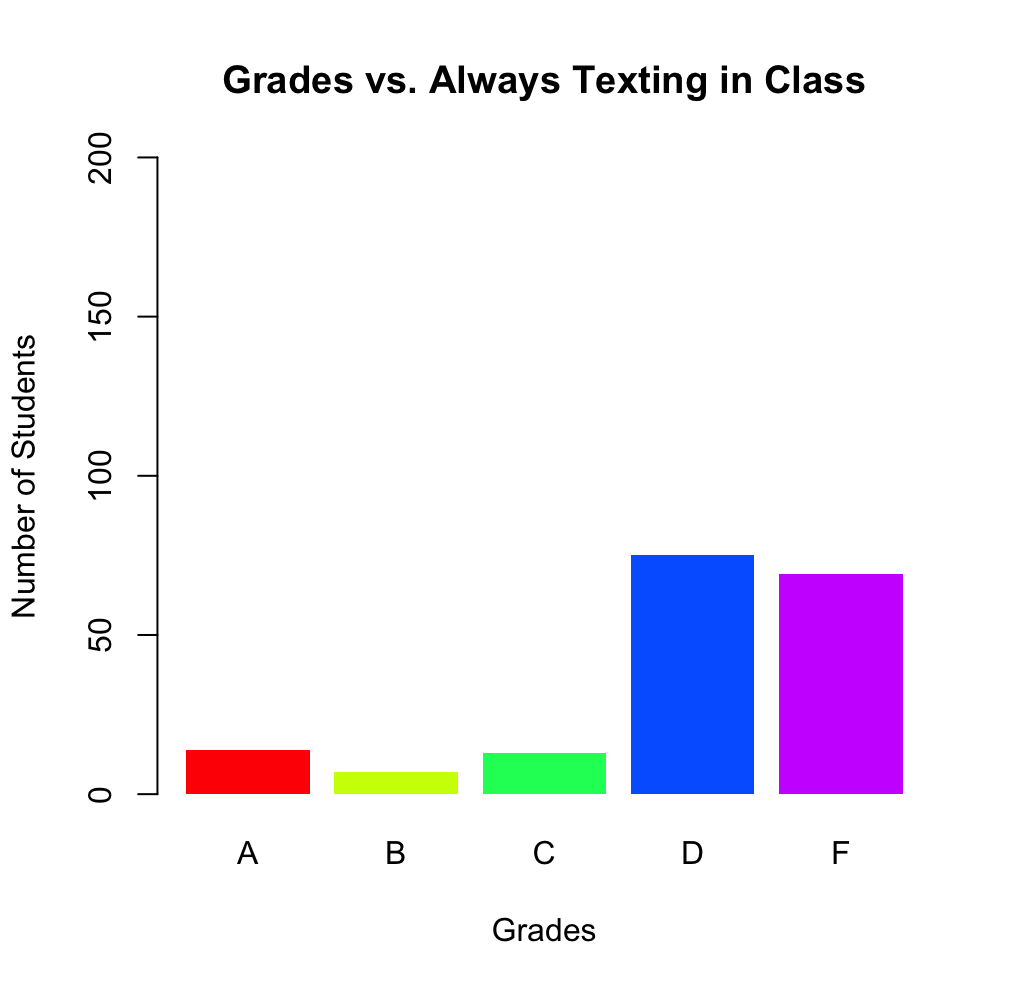 Grades vs. Always Texting in Class
Number of Students
200
150
100
50
0
A B C D F
Grades